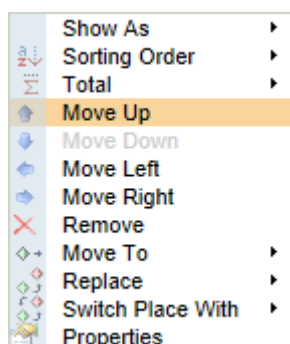 Show As
Sorting Order
Total
Move Up
Move Down
Move Left
Move Right
Remove
Move To
Replace
Switch Place With
Properties